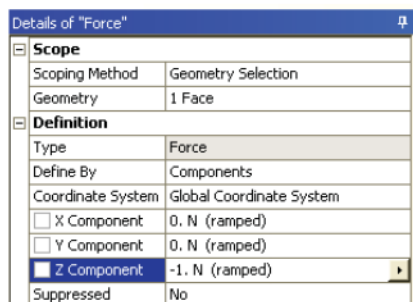 Details of "Force"
Scope
Scoping Method Geometry Selection
Geometry 1 Face
Definition
Type Force
Define By Components
Coordinate System Global Coordinate System
X Component 0. N (ramped)
Y Component 0. N (ramped)
Z Component -1. N (ramped)
Suppressed No